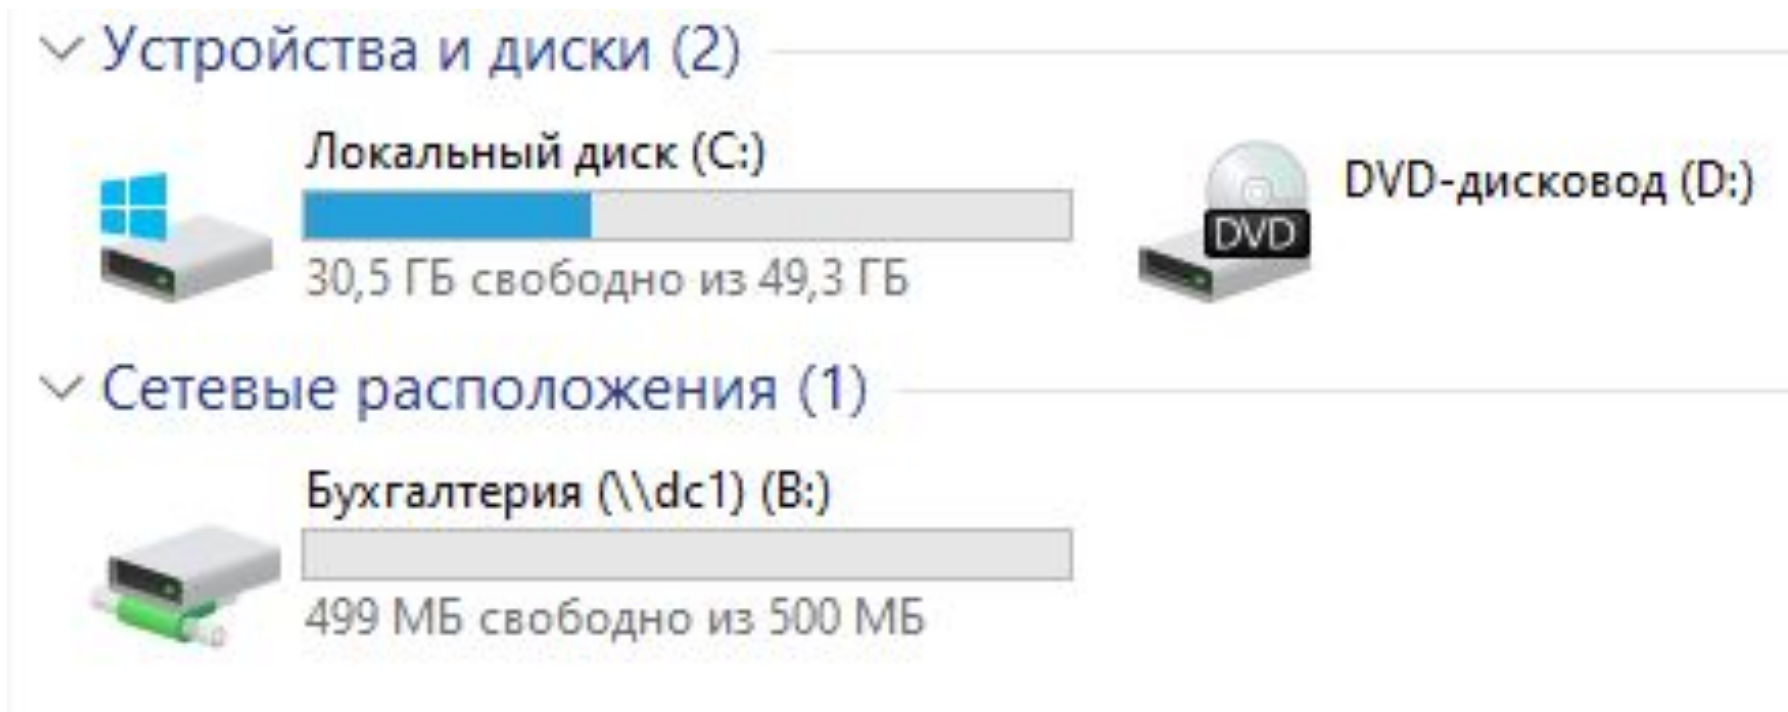 Устройства и диски (2)
Локальный диск (C:)
30,5 ГБ свободно из 49,3 ГБ
DVD
DVD-дисковод (D:)
Сетевые расположения (1)
Бухгалтерия (\\dc1) (B:)
499 МБ свободно из 500 МБ